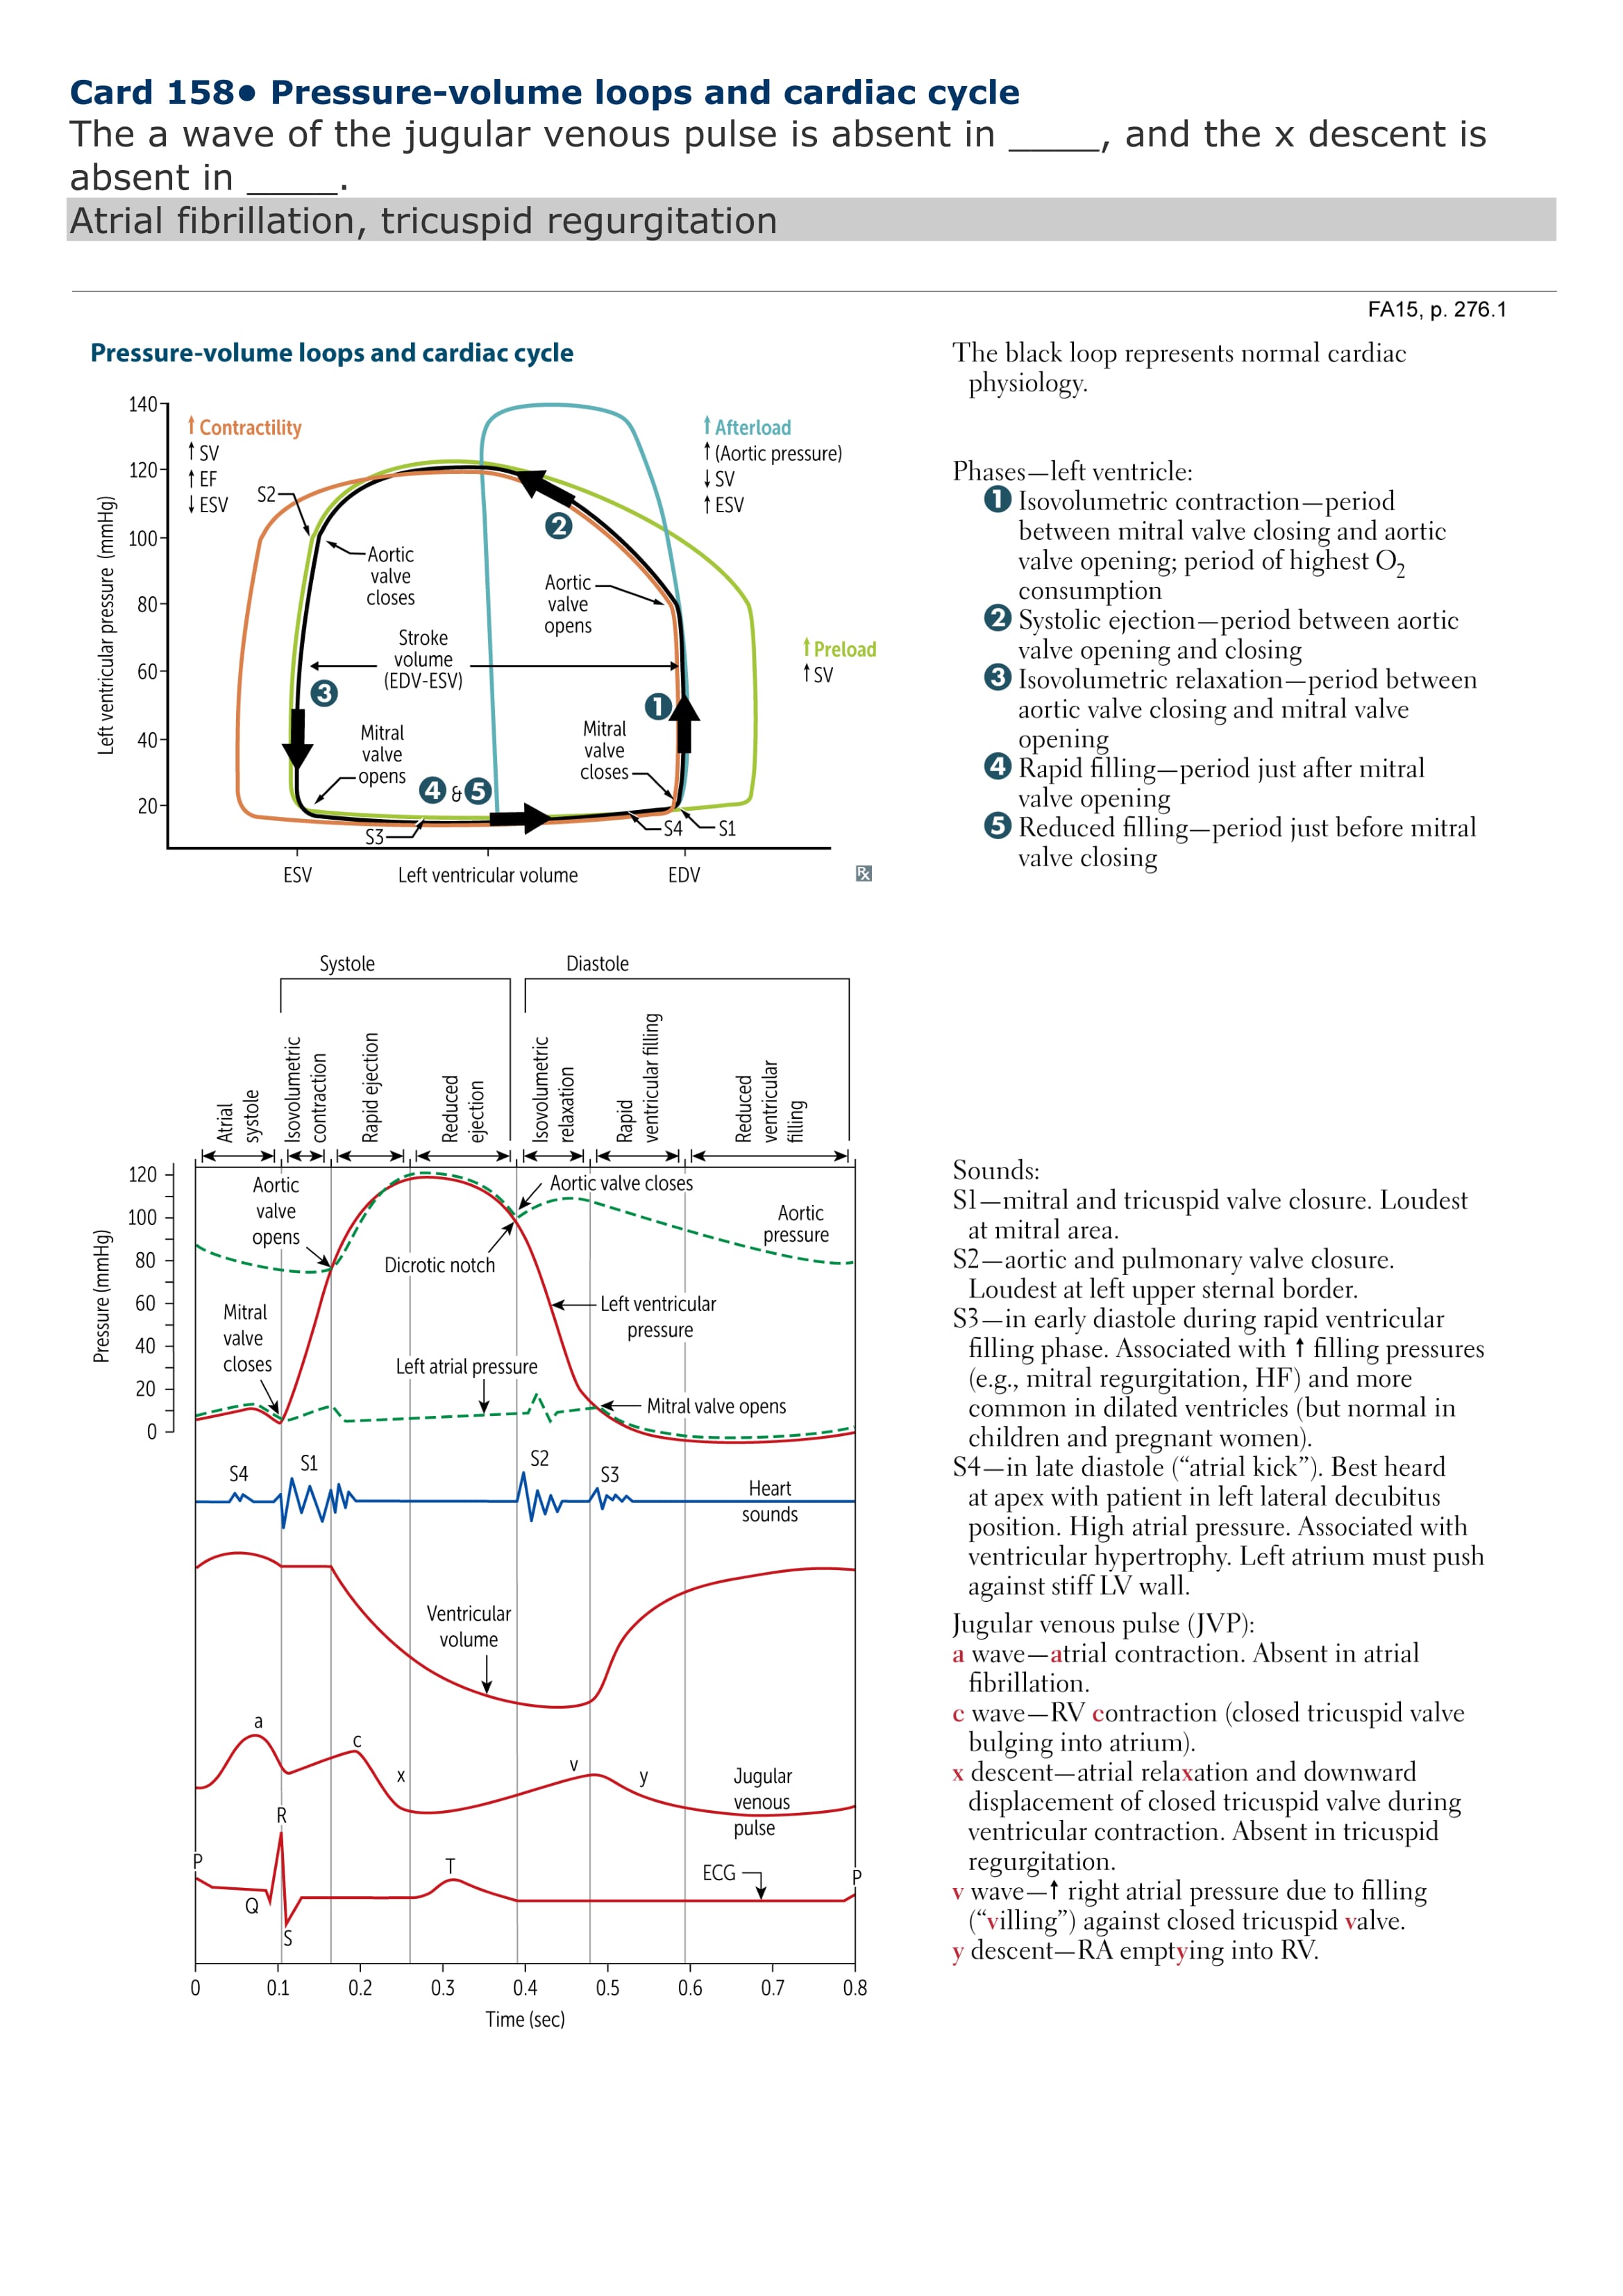 Card 158● Pressure-volume loops and cardiac cycle
The a wave of the jugular venous pulse is absent in ____, and the x descent is
absent in ____.
Atrial fibrillation, tricuspid regurgitation
FA15, p. 276.1
Pressure-volume loops and cardiac cycle
140
120
100
80
60
40
20
Left ventricular pressure (mmHg)
↑ Contractility
↑ SV
↑ EF
↓ ESV
S2
↑ Afterload
↑ (Aortic pressure)
↓ SV
↑ ESV
2
Aortic
valve
closes
Aortic
valve
opens
Stroke
volume
(EDV-ESV)
↑ Preload
↑ SV
3
1
Mitral
valve
opens
Mitral
valve
closes
4 & 5
S3
S4
S1
ESV
Left ventricular volume
EDV
Rx
The black loop represents normal cardiac
physiology.
Phases—left ventricle:
1 Isovolumetric contraction—period
between mitral valve closing and aortic
valve opening; period of highest O2
consumption
2 Systolic ejection—period between aortic
valve opening and closing
3 Isovolumetric relaxation—period between
aortic valve closing and mitral valve
opening
4 Rapid filling—period just after mitral
valve opening
5 Reduced filling—period just before mitral
valve closing
Systole
Diastole
Atrial
systole
Isovolumetric
contraction
Rapid ejection
Reduced
ejection
Isovolumetric
relaxation
Rapid
ventricular filling
Reduced
ventricular
filling
120
100
80
60
40
20
0
Pressure (mmHg)
Aortic
valve
opens
Aortic valve closes
Aortic
pressure
Dicrotic notch
Mitral
valve
closes
Left ventricular
pressure
Left atrial pressure
Mitral valve opens
S4
S1
S2
S3
Heart
sounds
Ventricular
volume
a
c
x
v
y
Jugular
venous
pulse
P
Q
R
S
T
ECG
P
0
0.1
0.2
0.3
0.4
0.5
0.6
0.7
0.8
Time (sec)
Sounds:
S1—mitral and tricuspid valve closure. Loudest
at mitral area.
S2—aortic and pulmonary valve closure.
Loudest at left upper sternal border.
S3—in early diastole during rapid ventricular
filling phase. Associated with ↑ filling pressures
(e.g., mitral regurgitation, HF) and more
common in dilated ventricles (but normal in
children and pregnant women).
S4—in late diastole (“atrial kick”). Best heard
at apex with patient in left lateral decubitus
position. High atrial pressure. Associated with
ventricular hypertrophy. Left atrium must push
against stiff LV wall.
Jugular venous pulse (JVP):
a wave—atrial contraction. Absent in atrial
fibrillation.
c wave—RV contraction (closed tricuspid valve
bulging into atrium).
x descent—atrial relaxation and downward
displacement of closed tricuspid valve during
ventricular contraction. Absent in tricuspid
regurgitation.
v wave—↑ right atrial pressure due to filling
(“villing”) against closed tricuspid valve.
y descent—RA emptying into RV.